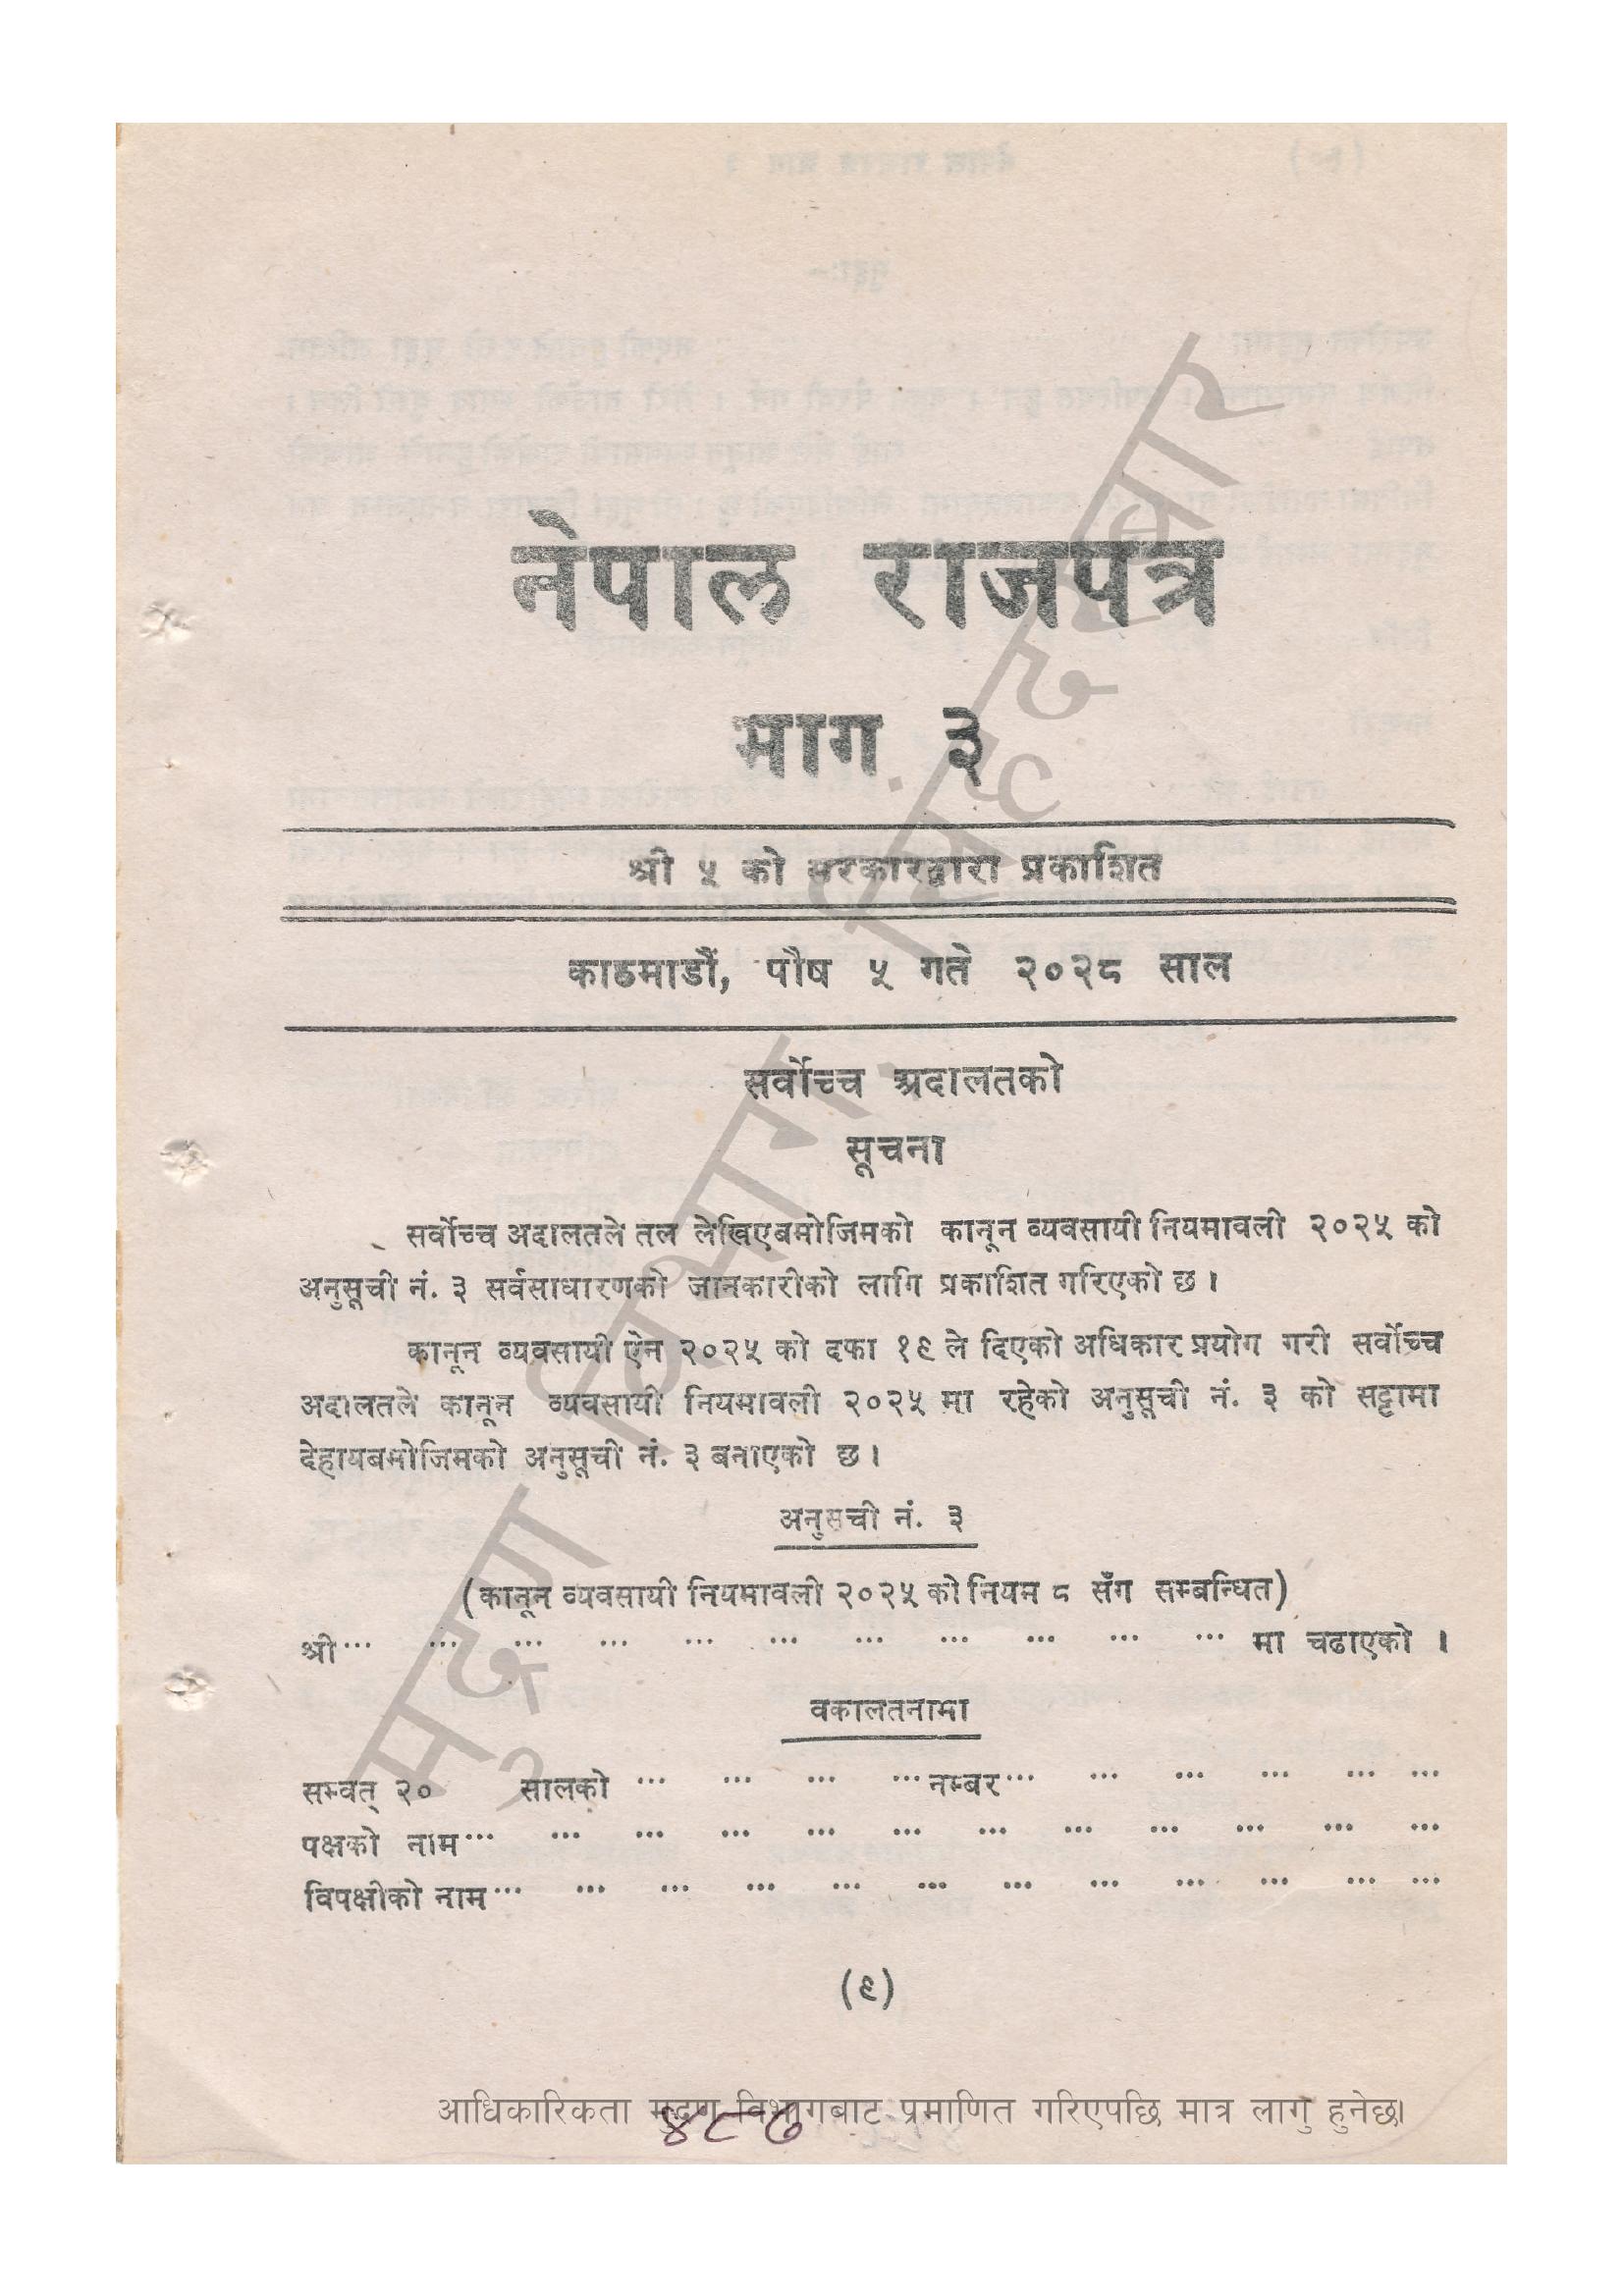 नेपाल राजपत्र
भाग ३
श्री ५ को सरकारद्वारा प्रकाशित
काठमाडौं, पौष ५ गते २०२८ साल
सर्वोच्च अदालतको
सूचना
सर्वोच्च अदालतले तल लेखिएबमोजिमको कानून व्यवसायी नियमावली २०२५ को
अनुसूची नं. ३ सर्वसाधारणको जानकारीको लागि प्रकाशित गरिएको छ ।
कानून व्यवसायी ऐन २०२५ को दफा १९ ले दिएको अधिकार प्रयोग गरी सर्वोच्च
अदालतले कानून व्यवसायी नियमावली २०२५ मा रहेको अनुसूची नं. ३ को सट्टामा
देहायबमोजिमको अनुसूची नं. ३ बनाएको छ ।
अनुसूची नं. ३
(कानून व्यवसायी नियमावली २०२५ को नियम ८ सँग सम्बन्धित)
श्री... ... ... ... ... ... ... ... ... ... ... मा चढाएको ।
वकालतनामा
सम्वत् २० सालको ... ... ... ... नम्बर... ... ... ... ... ...
पक्षको नाम... ... ... ... ... ... ... ... ... ... ... ...
विपक्षीको नाम... ... ... ... ... ... ... ... ... ... ... ...
(९)
आधिकारिकता मुद्रण विभागबाट प्रमाणित गरिएपछि मात्र लागु हुनेछ।
४८७